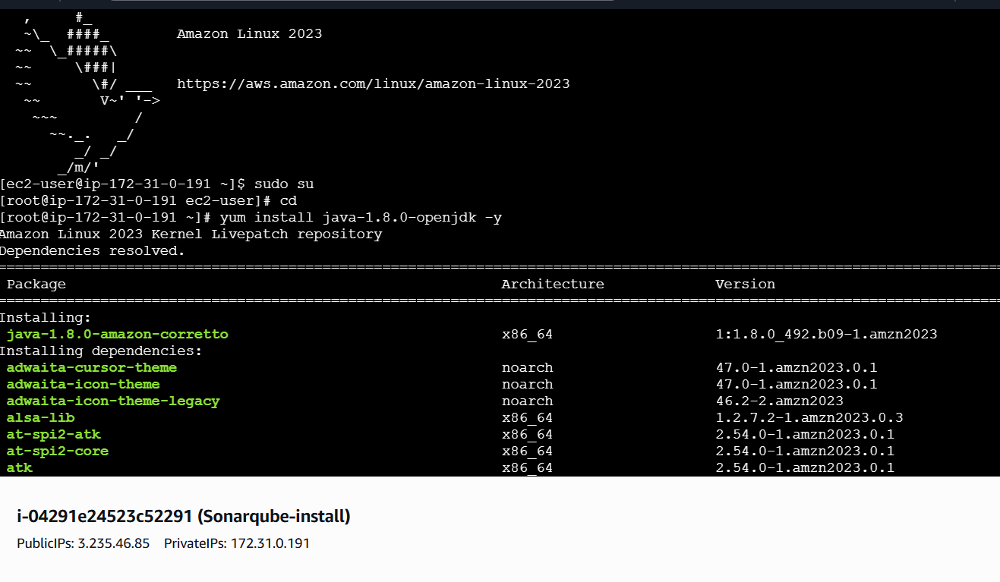 ,     #_
   ~\_  ####_        Amazon Linux 2023
  ~~  \_#####\
  ~~     \###|
  ~~       \#/ ___   https://aws.amazon.com/linux/amazon-linux-2023
   ~~       V~' '->
    ~~~         /
      ~~._.   _/
         _/ _/
       _/m/'
[ec2-user@ip-172-31-0-191 ~]$ sudo su
[root@ip-172-31-0-191 ec2-user]# cd
[root@ip-172-31-0-191 ~]# yum install java-1.8.0-openjdk -y
Amazon Linux 2023 Kernel Livepatch repository
Dependencies resolved.
Package Architecture Version
Installing:
java-1.8.0-amazon-corretto x86_64 1:1.8.0_492.b09-1.amzn2023
Installing dependencies:
adwaita-cursor-theme noarch 47.0-1.amzn2023.0.1
adwaita-icon-theme noarch 47.0-1.amzn2023.0.1
adwaita-icon-theme-legacy noarch 46.2-2.amzn2023
alsa-lib x86_64 1.2.7.2-1.amzn2023.0.3
at-spi2-atk x86_64 2.54.0-1.amzn2023.0.1
at-spi2-core x86_64 2.54.0-1.amzn2023.0.1
atk x86_64 2.54.0-1.amzn2023.0.1
i-04291e24523c52291 (Sonarqube-install)
PublicIPs: 3.235.46.85 PrivateIPs: 172.31.0.191